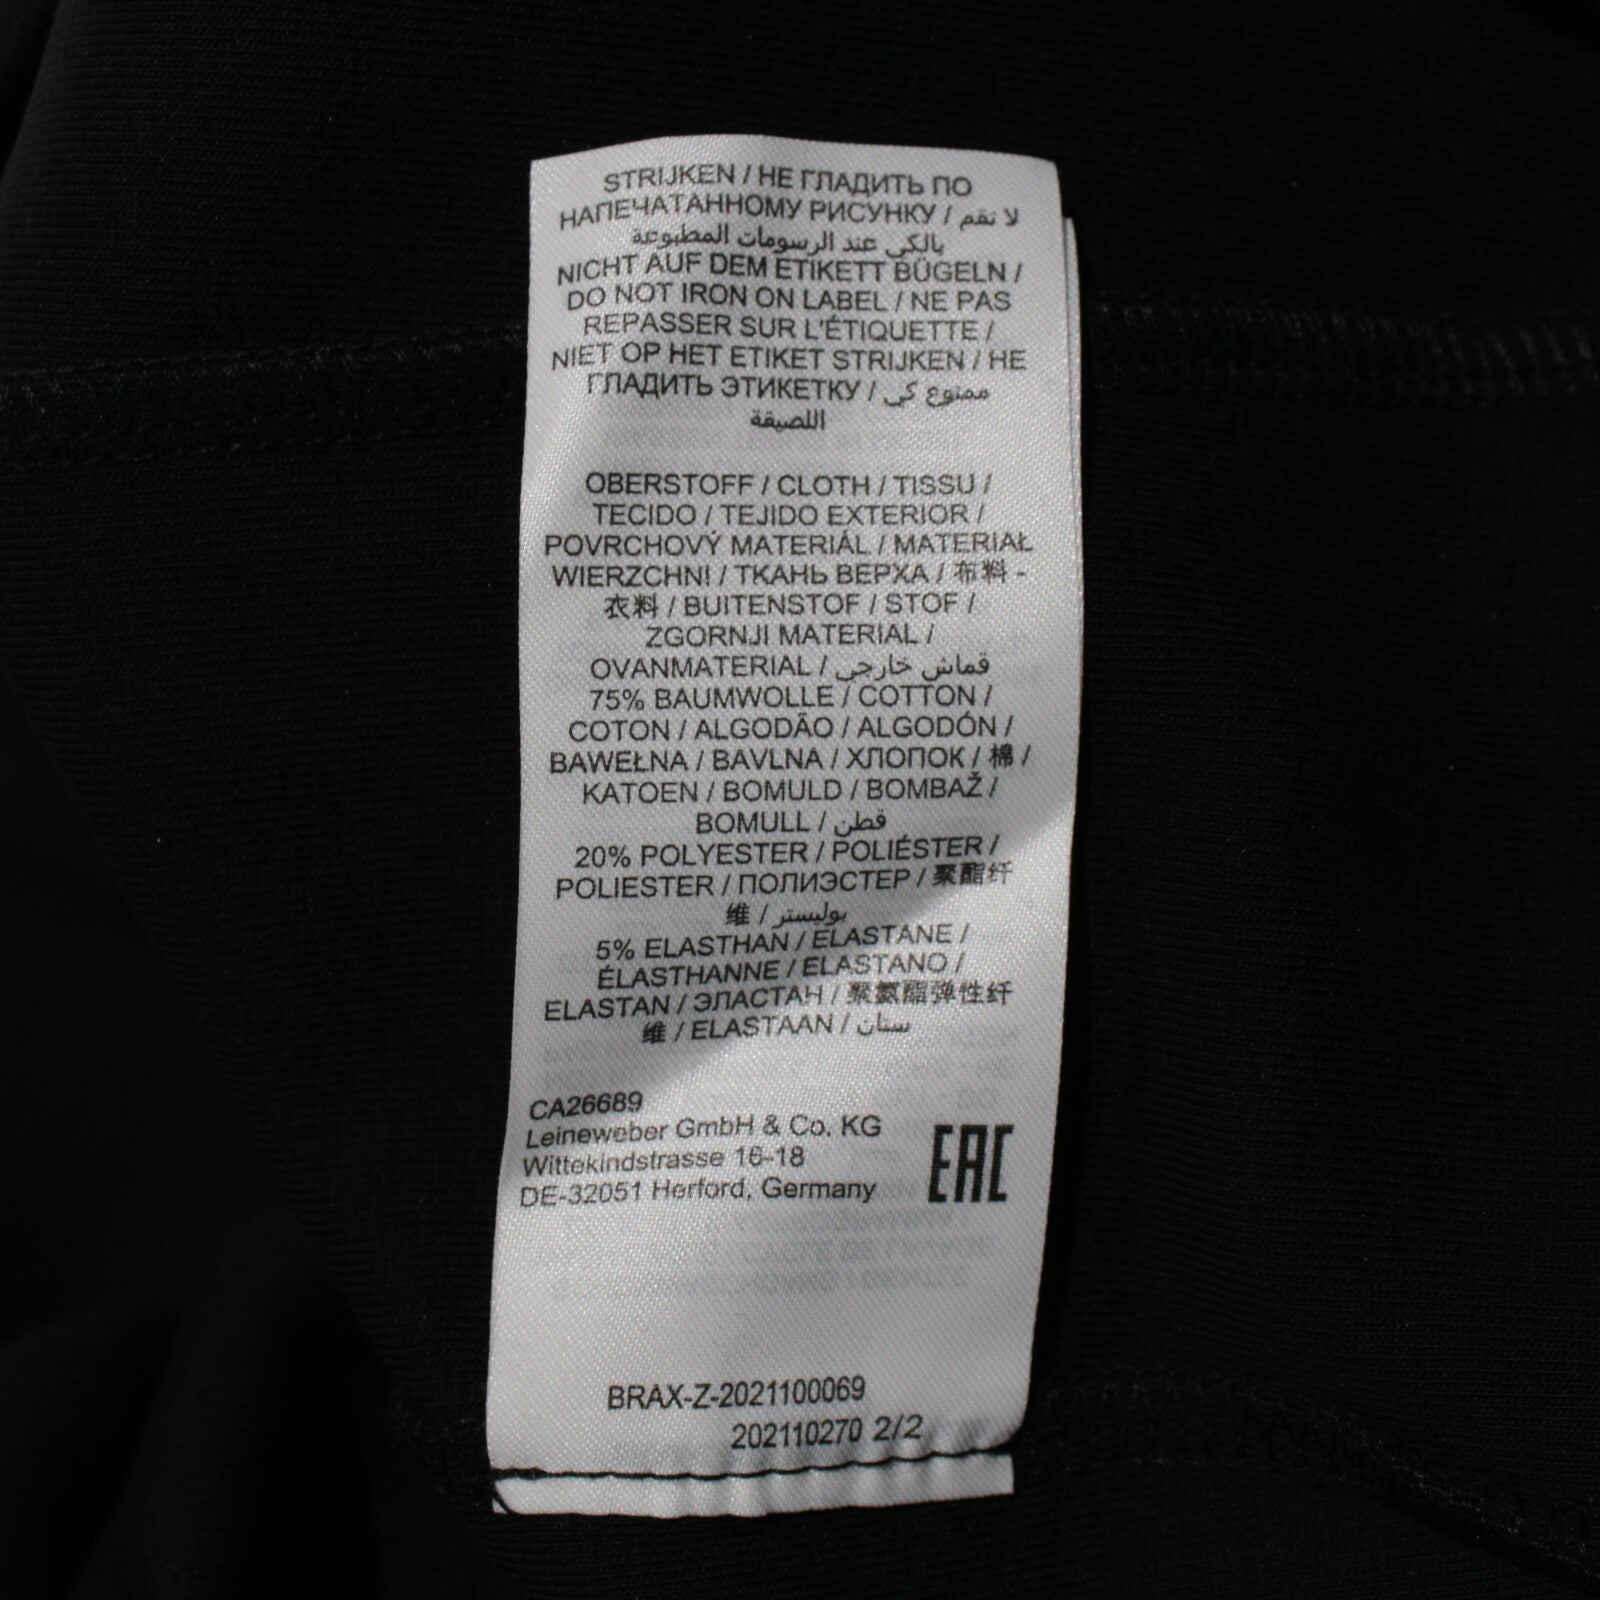 STRIJKEN / НЕ ГЛАДИТЬ ПО
НАПЕЧАТАННОМУ РИСУНКУ / لا تقم
بالكي عند الرسومات المطبوعة
NICHT AUF DEM ETIKETT BÜGELN /
DO NOT IRON ON LABEL / NE PAS
REPASSER SUR L'ÉTIQUETTE /
NIET OP HET ETIKET STRIJKEN / НЕ
ГЛАДИТЬ ЭТИКЕТКУ / ممنوع كي
اللصيقة
OBERSTOFF / CLOTH / TISSU /
TECIDO / TEJIDO EXTERIOR /
POVRCHOVÝ MATERIÁL / MATERIAŁ
WIERZCHNI / ТКАНЬ ВЕРХА / 布料 -
衣料 / BUITENSTOF / STOF /
ZGORNJI MATERIAL /
OVANMATERIAL / قماش خارجي
75% BAUMWOLLE / COTTON /
COTON / ALGODÃO / ALGODÓN /
BAWEŁNA / BAVLNA / ХЛОПОК / 棉 /
KATOEN / BOMULD / BOMBAŽ /
BOMULL / قطن
20% POLYESTER / POLIÉSTER /
POLIESTER / ПОЛИЭСТЕР / 聚酯纤
维 / بوليستر
5% ELASTHAN / ELASTANE /
ÉLASTHANNE / ELASTANO /
ELASTAN / ЭЛАСТАН / 聚氨酯弹性纤
维 / ELASTAAN / ستان
CA26689
Leineweber GmbH & Co. KG
Wittekindstrasse 16-18
DE-32051 Herford, Germany
EAC
BRAX-Z-2021100069
202110270 2/2